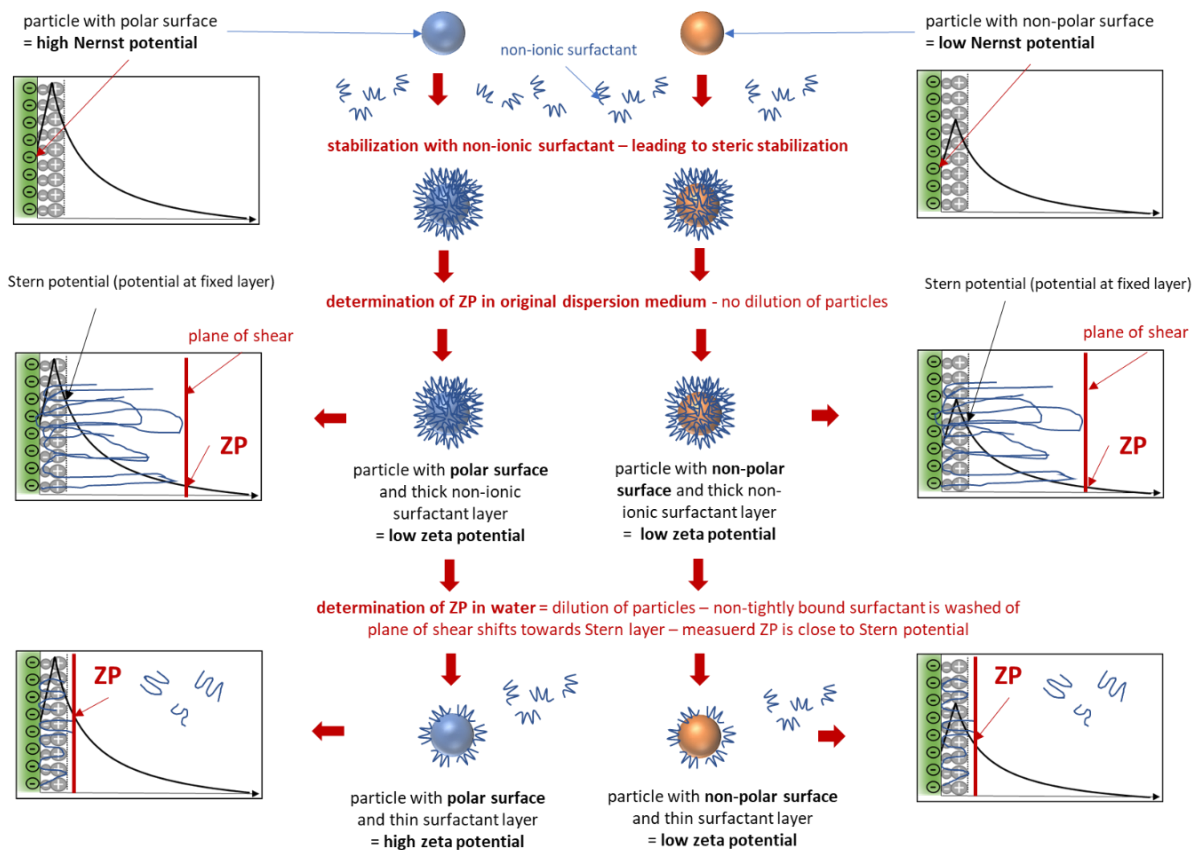 particle with polar surface
= high Nernst potential
non-ionic surfactant
particle with non-polar surface
= low Nernst potential
stabilization with non-ionic surfactant – leading to steric stabilization
Stern potential (potential at fixed layer)
determination of ZP in original dispersion medium - no dilution of particles
Stern potential (potential at fixed layer)
plane of shear
ZP
plane of shear
ZP
particle with polar surface
and thick non-ionic
surfactant layer
= low zeta potential
particle with non-polar
surface and thick non-
ionic surfactant layer
= low zeta potential
determination of ZP in water = dilution of particles – non-tightly bound surfactant is washed of
plane of shear shifts towards Stern layer – measuerd ZP is close to Stern potential
ZP
ZP
particle with polar surface
and thin surfactant layer
= high zeta potential
particle with non-polar surface
and thin surfactant layer
= low zeta potential